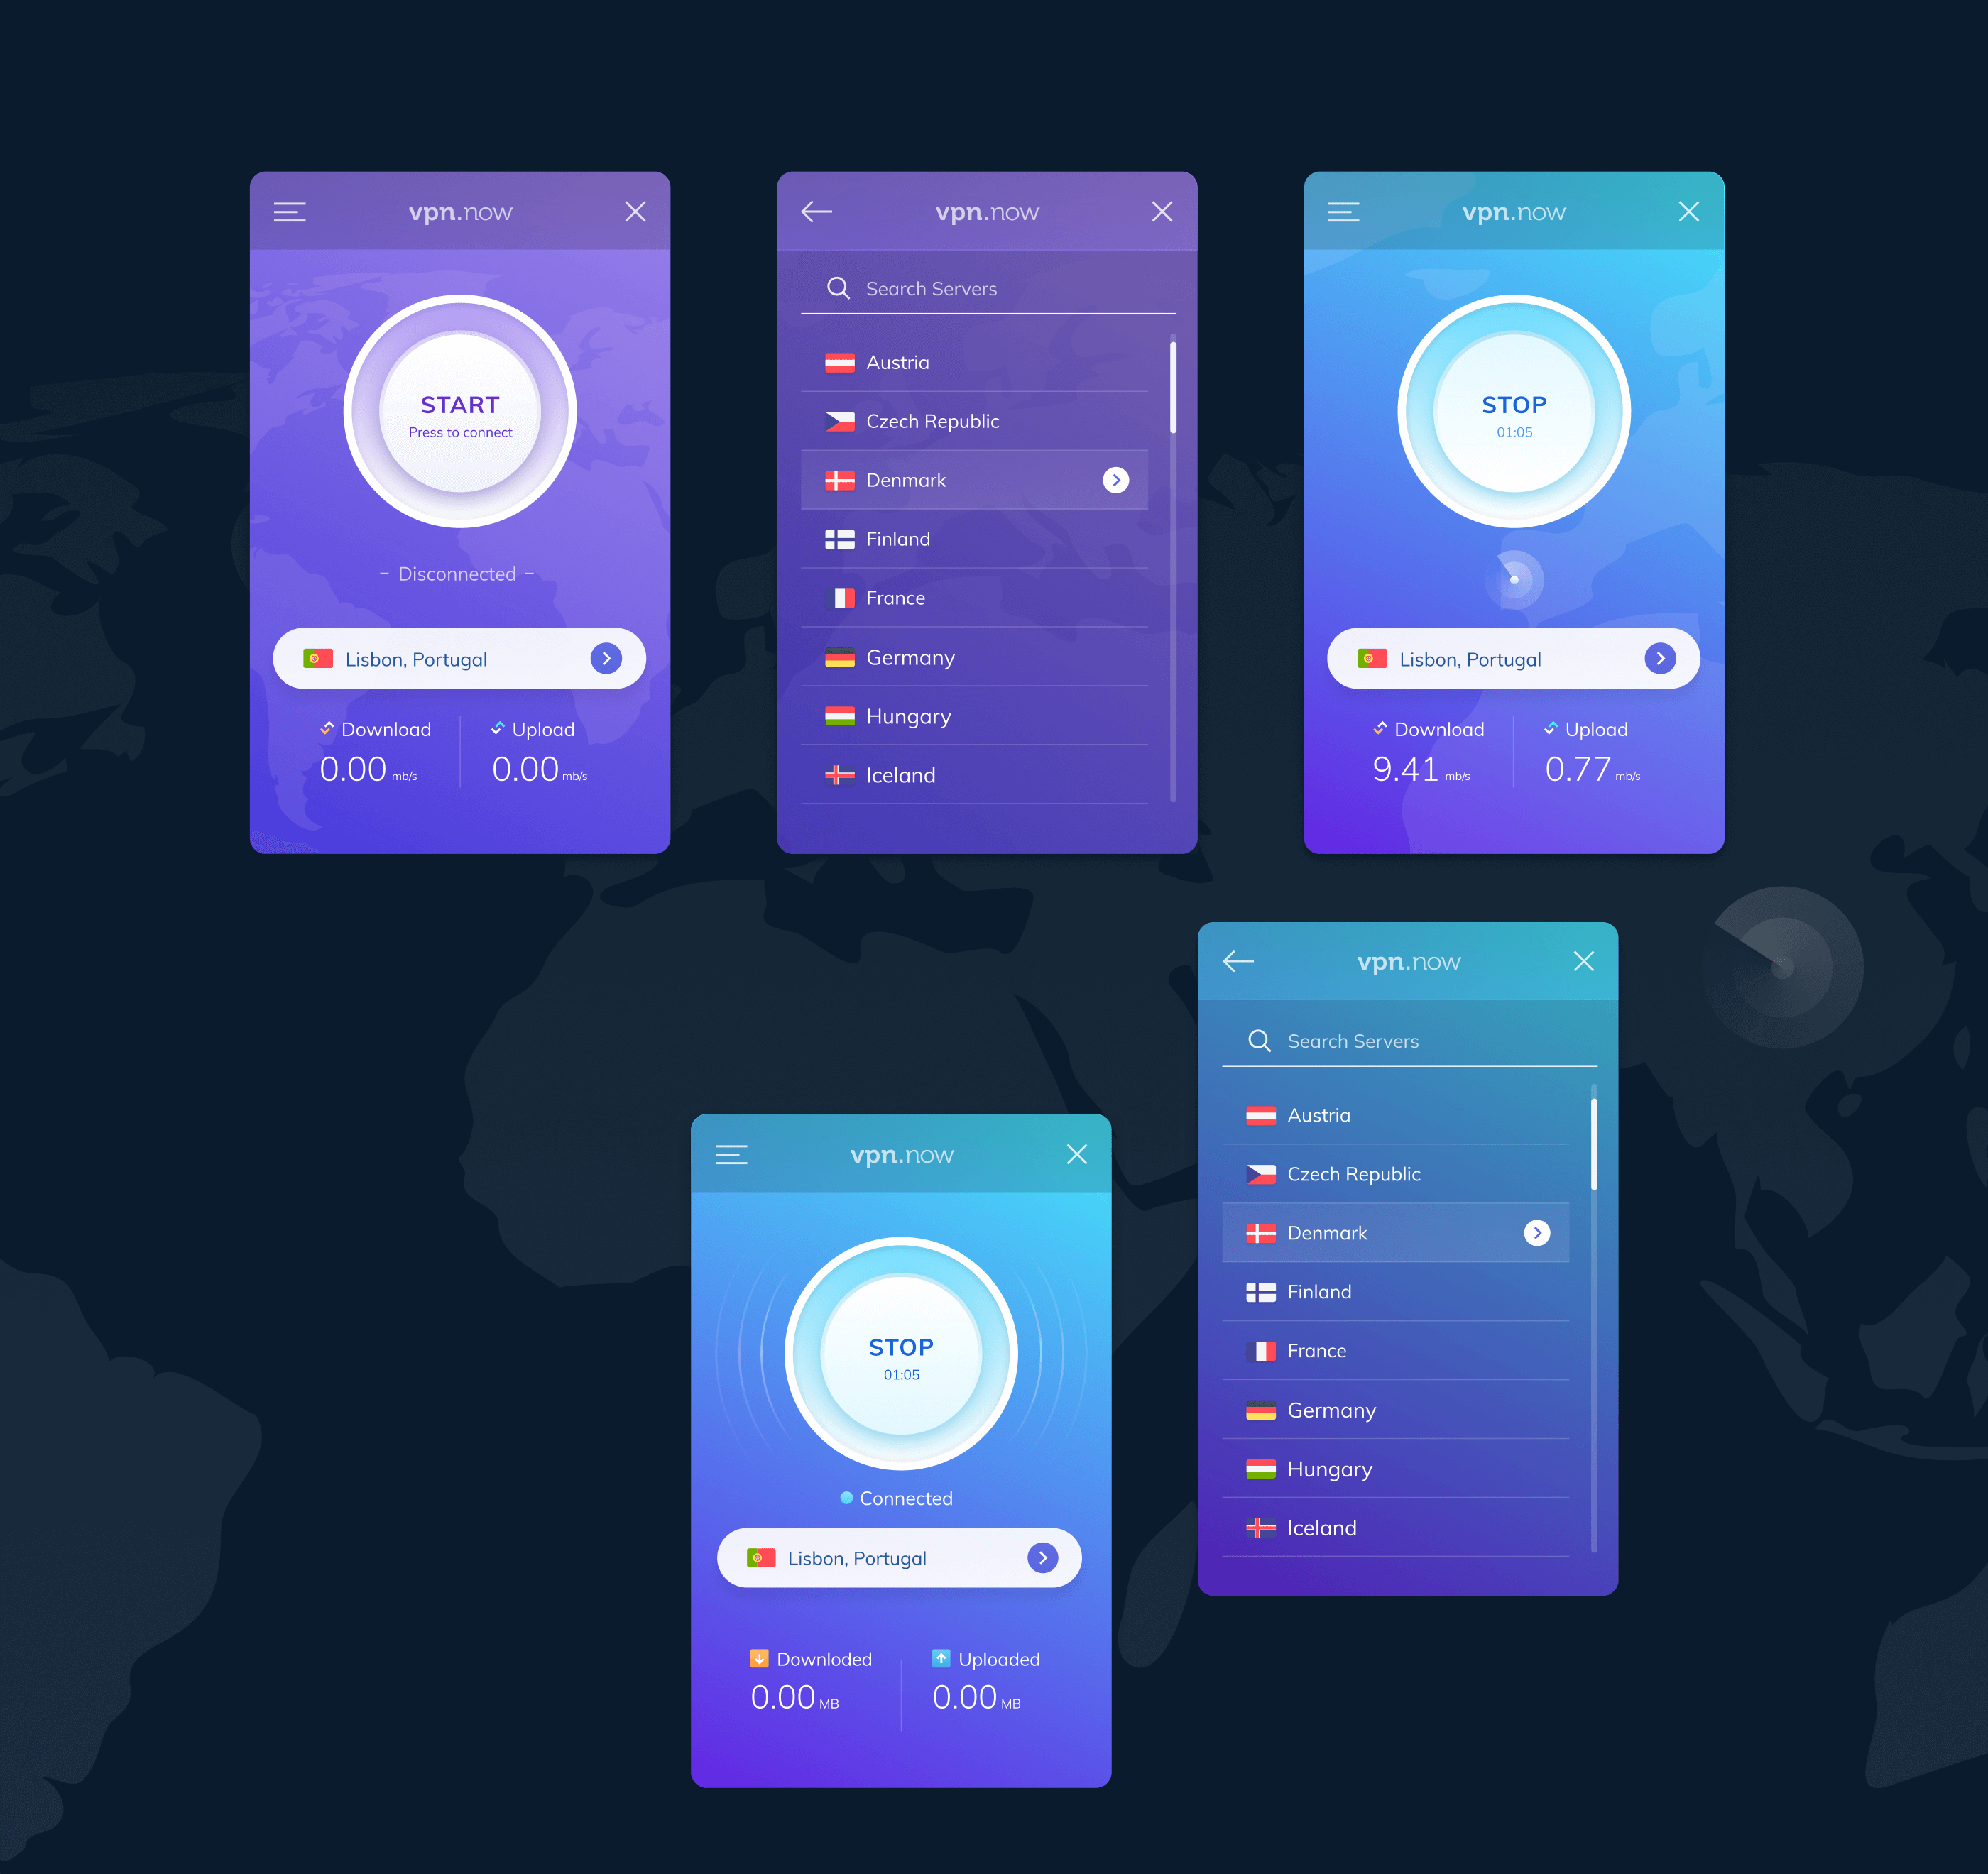 vpn.now
START
Press to connect
– Disconnected –
Lisbon, Portugal
Download
0.00 mb/s
Upload
0.00 mb/s
vpn.now
Search Servers
Austria
Czech Republic
Denmark
Finland
France
Germany
Hungary
Iceland
vpn.now
STOP
01:05
Lisbon, Portugal
Download
9.41 mb/s
Upload
0.77 mb/s
vpn.now
STOP
01:05
Connected
Lisbon, Portugal
Downloded
0.00 MB
Uploaded
0.00 MB
vpn.now
Search Servers
Austria
Czech Republic
Denmark
Finland
France
Germany
Hungary
Iceland